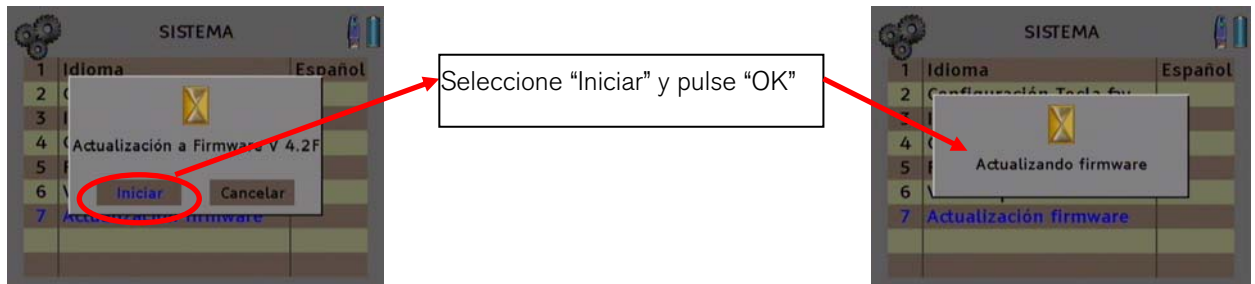 SISTEMA
1 Idioma Español
2
3
4
Actualización a Firmware V 4.2F
5
6
Iniciar Cancelar
7 Actualización firmware
Seleccione “Iniciar” y pulse “OK”
SISTEMA
1 Idioma Español
2 Configuración Tecla fav
3
4
Actualizando firmware
5
6
7 Actualización firmware